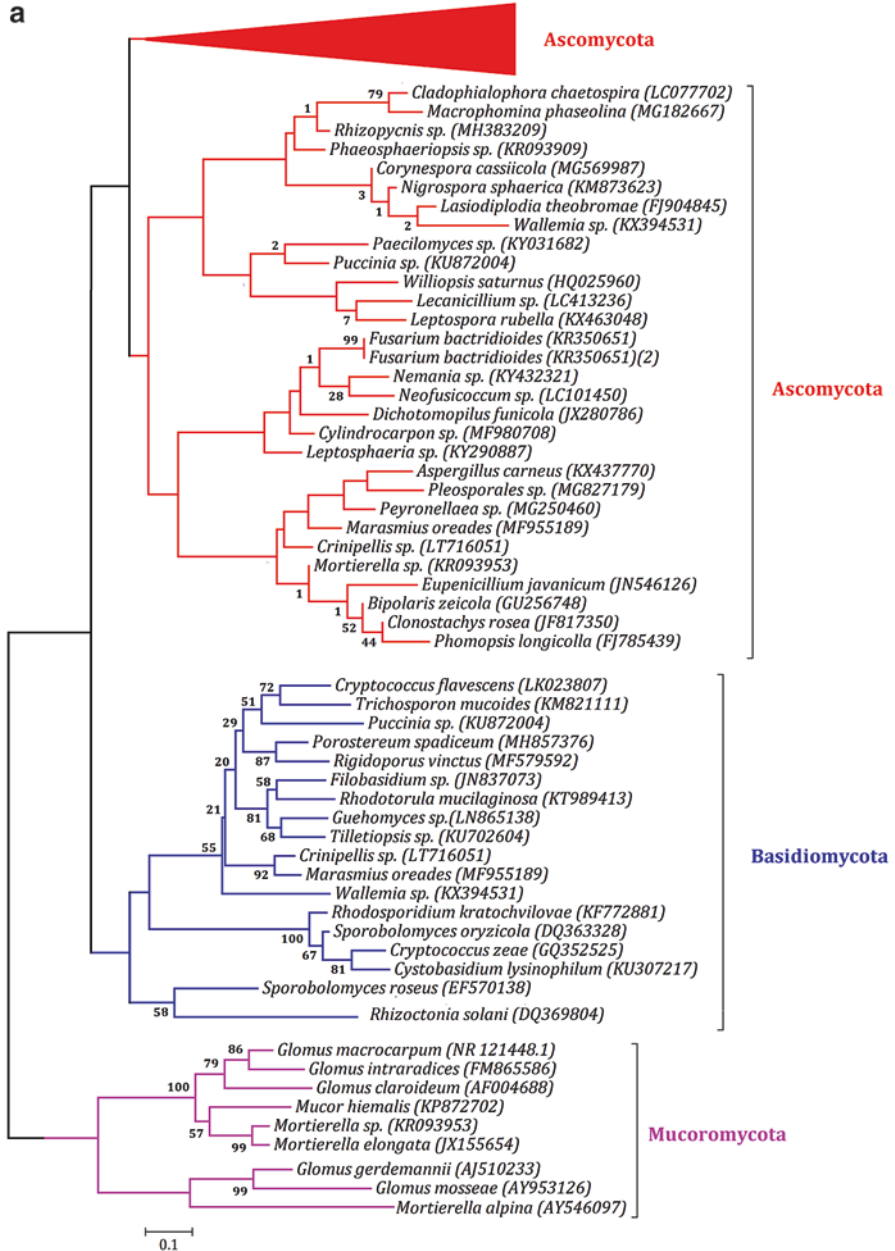 a
Ascomycota
79
Cladophialophora chaetospira (LC077702)
1
Macrophomina phaseolina (MG182667)
Rhizopycnis sp. (MH383209)
Phaeosphaeriopsis sp. (KR093909)
Corynespora cassiicola (MG569987)
3
Nigrospora sphaerica (KM873623)
1
Lasiodiplodia theobromae (FJ904845)
2
Wallemia sp. (KX394531)
2
Paecilomyces sp. (KY031682)
Puccinia sp. (KU872004)
Williopsis saturnus (HQ025960)
Lecanicillium sp. (LC413236)
7
Leptospora rubella (KX463048)
99
Fusarium bactridioides (KR350651)
1
Fusarium bactridioides (KR350651)(2)
Nemania sp. (KY432321)
28
Neofusicoccum sp. (LC101450)
Ascomycota
Dichotomopilus funicola (JX280786)
Cylindrocarpon sp. (MF980708)
Leptosphaeria sp. (KY290887)
Aspergillus carneus (KX437770)
Pleosporales sp. (MG827179)
Peyronellaea sp. (MG250460)
Marasmius oreades (MF955189)
Crinipellis sp. (LT716051)
Mortierella sp. (KR093953)
1
Eupenicillium javanicum (JN546126)
1
Bipolaris zeicola (GU256748)
52
Clonostachys rosea (JF817350)
44
Phomopsis longicolla (FJ785439)
72
Cryptococcus flavescens (LK023807)
51
Trichosporon mucoides (KM821111)
29
Puccinia sp. (KU872004)
Porostereum spadiceum (MH857376)
20
87
Rigidoporus vinctus (MF579592)
58
Filobasidium sp. (JN837073)
Rhodotorula mucilaginosa (KT989413)
21
81
Guehomyces sp.(LN865138)
68
Tilletiopsis sp. (KU702604)
55
Crinipellis sp. (LT716051)
Basidiomycota
92
Marasmius oreades (MF955189)
Wallemia sp. (KX394531)
Rhodosporidium kratochvilovae (KF772881)
100
Sporobolomyces oryzicola (DQ363328)
67
Cryptococcus zeae (GQ352525)
81
Cystobasidium lysinophilum (KU307217)
Sporobolomyces roseus (EF570138)
58
Rhizoctonia solani (DQ369804)
86
Glomus macrocarpum (NR 121448.1)
79
Glomus intraradices (FM865586)
100
Glomus claroideum (AF004688)
Mucor hiemalis (KP872702)
57
Mortierella sp. (KR093953)
Mucoromycota
99
Mortierella elongata (JX155654)
Glomus gerdemannii (AJ510233)
99
Glomus mosseae (AY953126)
Mortierella alpina (AY546097)
0.1